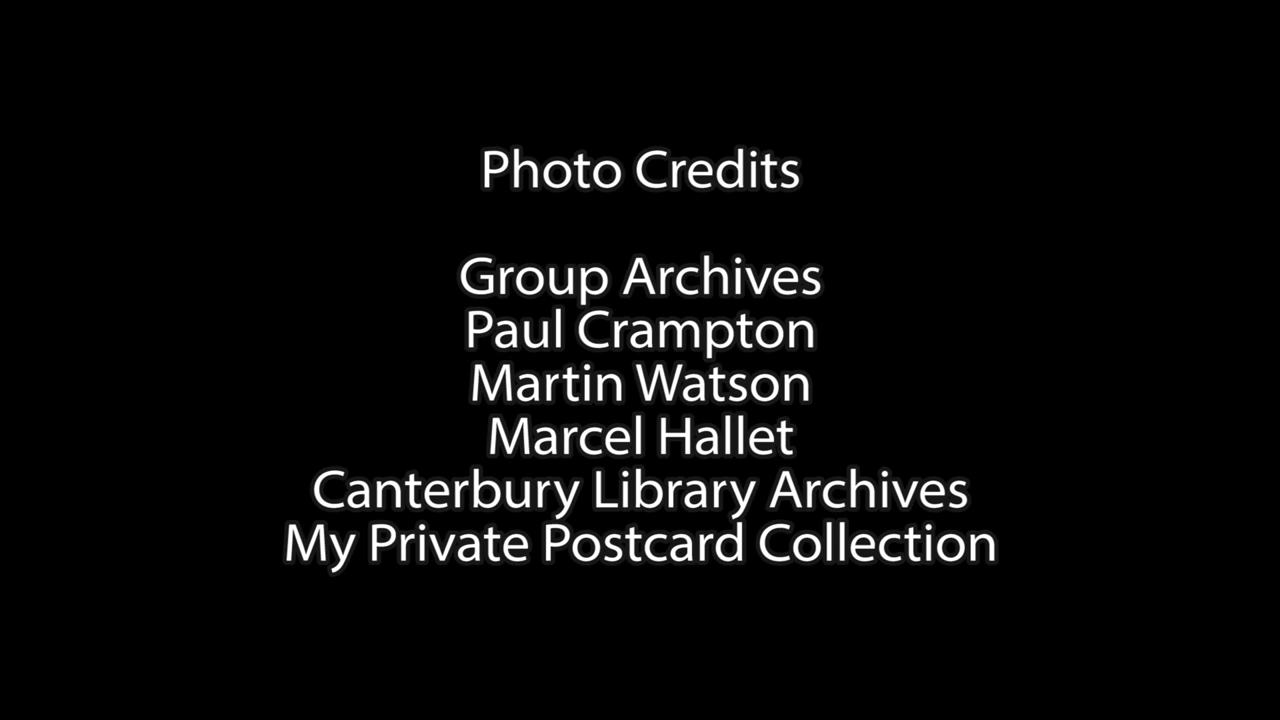 Photo Credits
Group Archives
Paul Crampton
Martin Watson
Marcel Hallet
Canterbury Library Archives
My Private Postcard Collection